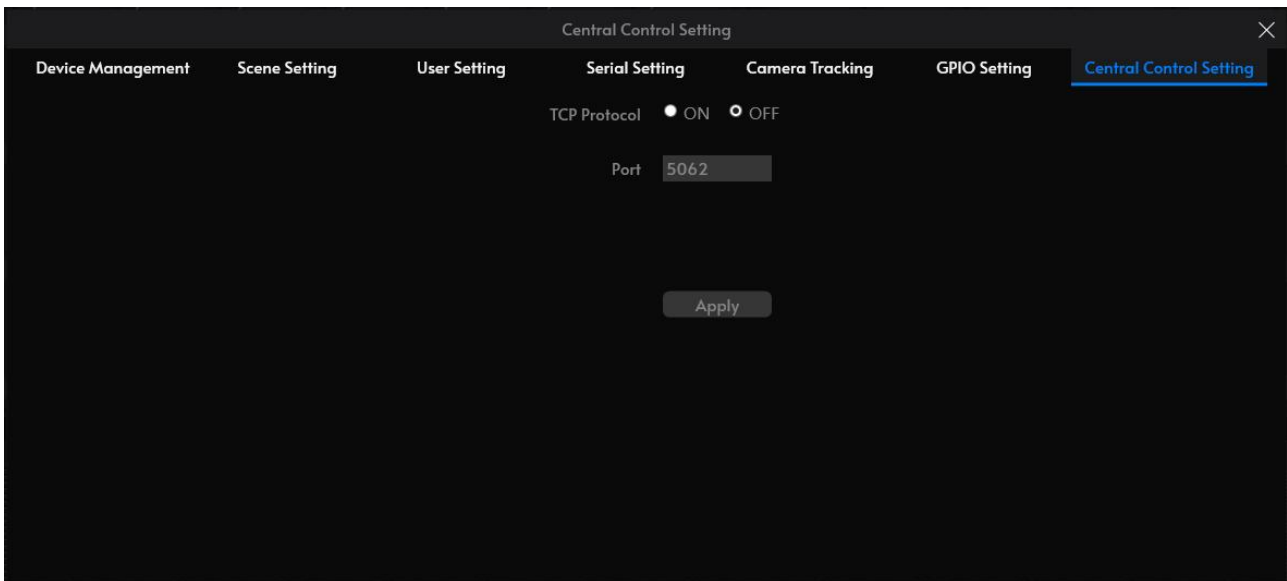 Central Control Setting
Device Management Scene Setting User Setting Serial Setting Camera Tracking GPIO Setting Central Control Setting
TCP Protocol ON OFF
Port 5062
Apply